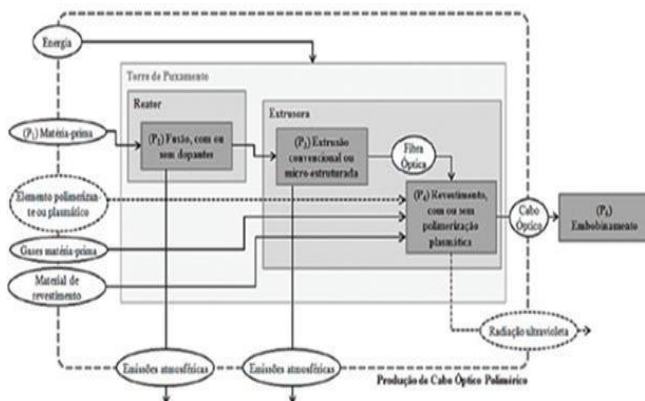 Energia
Torre de Puxamento
Reator
Extrusora
(P₁) Matéria-prima
(P₂) Fusão, com ou
sem dopantes
(P₃) Extrusão
convencional ou
micro-estruturada
Fibra
Óptica
Elemento polimerizan-
te ou plasmático
(P₄) Revestimento,
com ou sem
polimerização
plasmática
Cabo
Óptico
(P₅)
Embobinamento
Gases matéria-prima
Material de
revestimento
Radiação ultravioleta
Emissões atmosféricas
Emissões atmosféricas
Produção de Cabo Óptico Polimérico